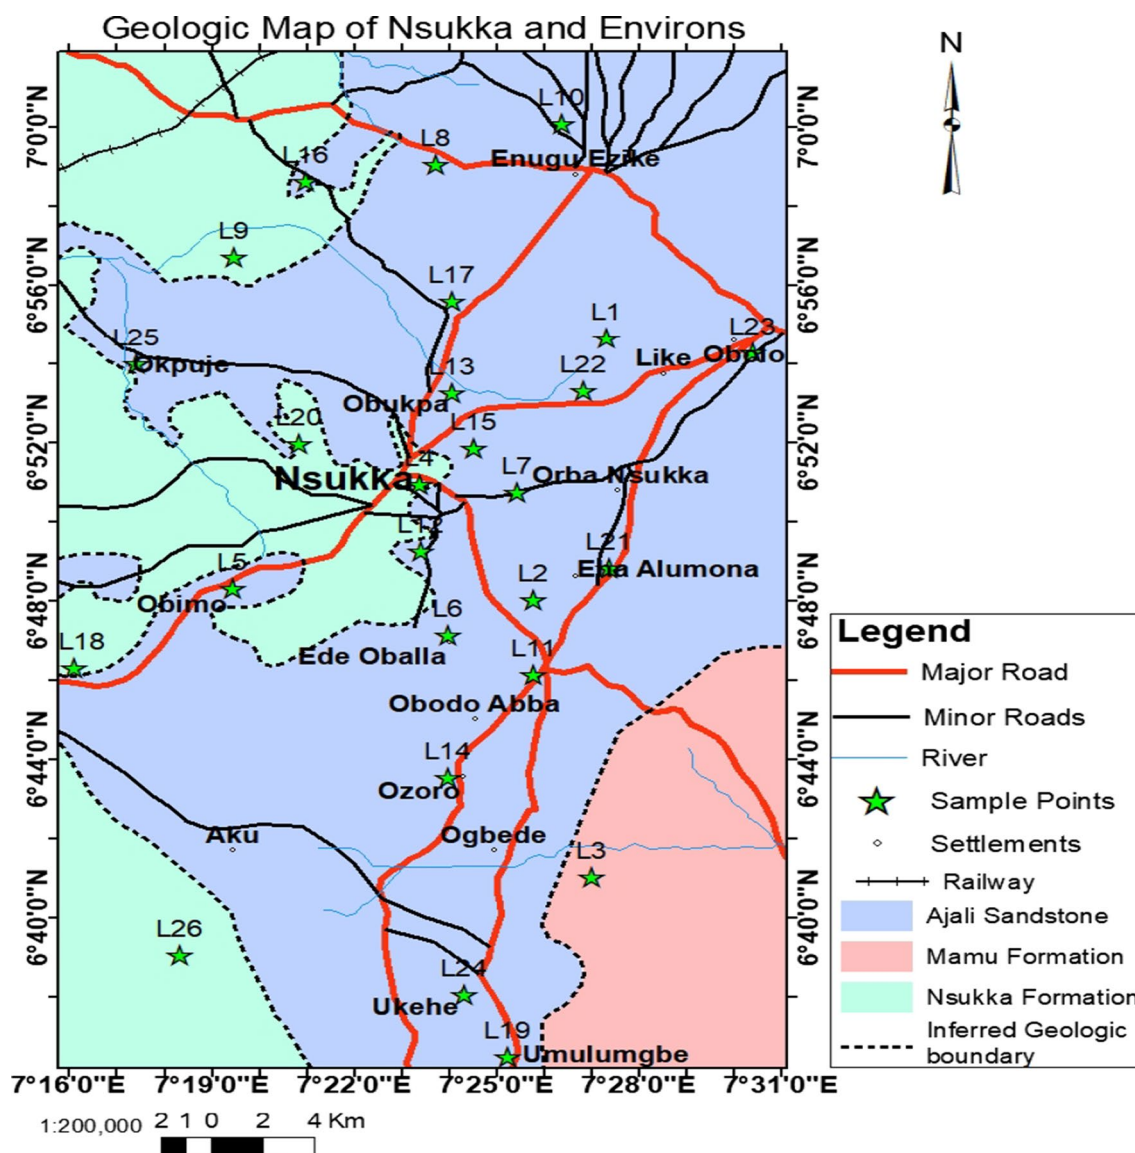 Geologic Map of Nsukka and Environs
N
L10
7°0'0"N
7°0'0"N
L8
L16
Enugu Ezike
L9
L17
6°56'0"N
6°56'0"N
L1
L23
L25
Okpuje
Like
Obolo
L13
L22
Obukpa
L20
L15
6°52'0"N
6°52'0"N
L4
Nsukka
L7
Orba Nsukka
L12
L21
L5
Eha Alumona
L2
6°48'0"N
6°48'0"N
Obimo
L6
L18
Ede Oballa
L11
Obodo Abba
L14
6°44'0"N
6°44'0"N
Ozoro
Aku
Ogbede
L3
6°40'0"N
6°40'0"N
L26
L24
Ukehe
L19
Umulumgbe
7°16'0"E
7°19'0"E
7°22'0"E
7°25'0"E
7°28'0"E
7°31'0"E
Legend
Major Road
Minor Roads
River
Sample Points
Settlements
Railway
Ajali Sandstone
Mamu Formation
Nsukka Formation
Inferred Geologic
boundary
1:200,000
2 1 0 2 4 Km